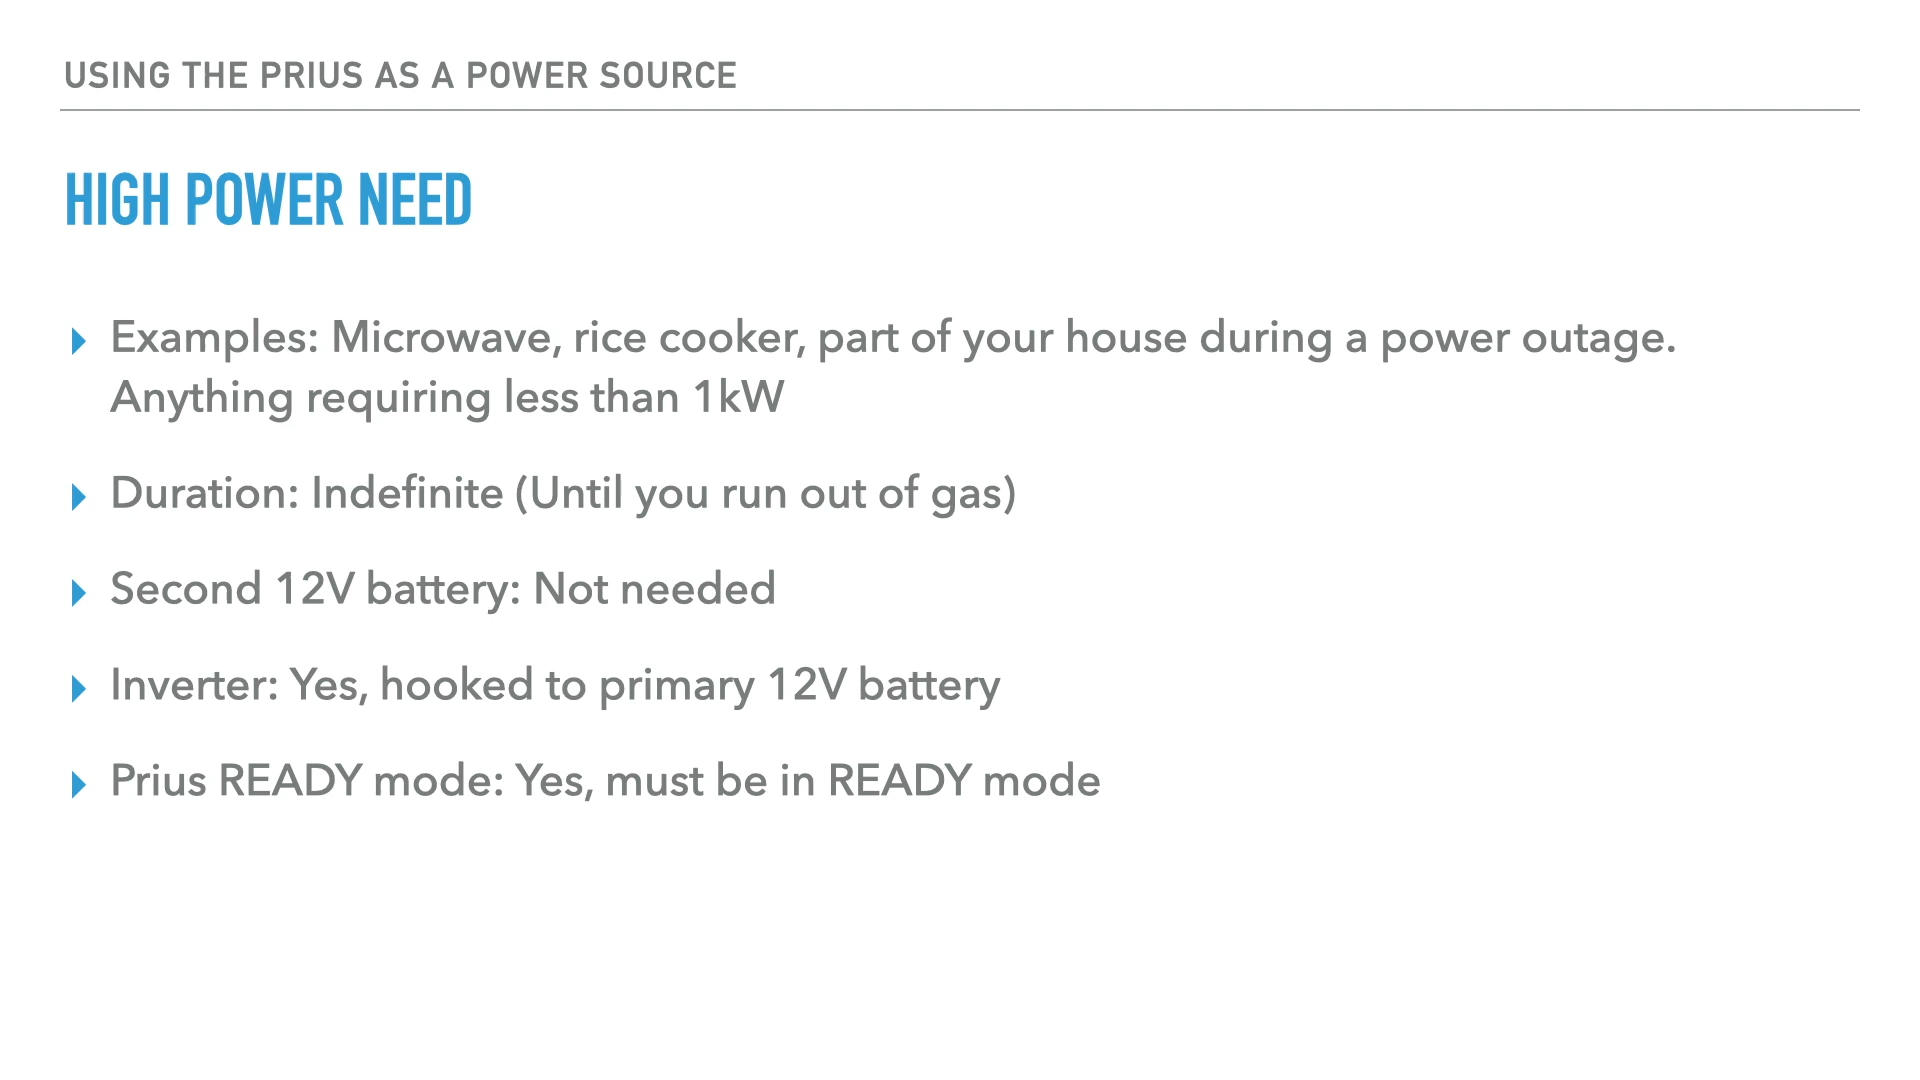 USING THE PRIUS AS A POWER SOURCE
HIGH POWER NEED
Examples: Microwave, rice cooker, part of your house during a power outage.
Anything requiring less than 1kW
Duration: Indefinite (Until you run out of gas)
Second 12V battery: Not needed
Inverter: Yes, hooked to primary 12V battery
Prius READY mode: Yes, must be in READY mode